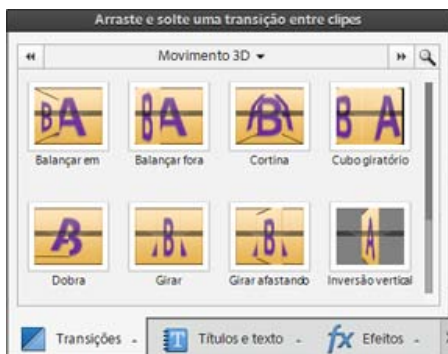 Arraste e solte uma transição entre clipes
Movimento 3D
Balançar em Balançar fora Cortina Cubo giratório
Dobra Girar Girar afastando Inversão vertical
Transições T Títulos e texto fx Efeitos